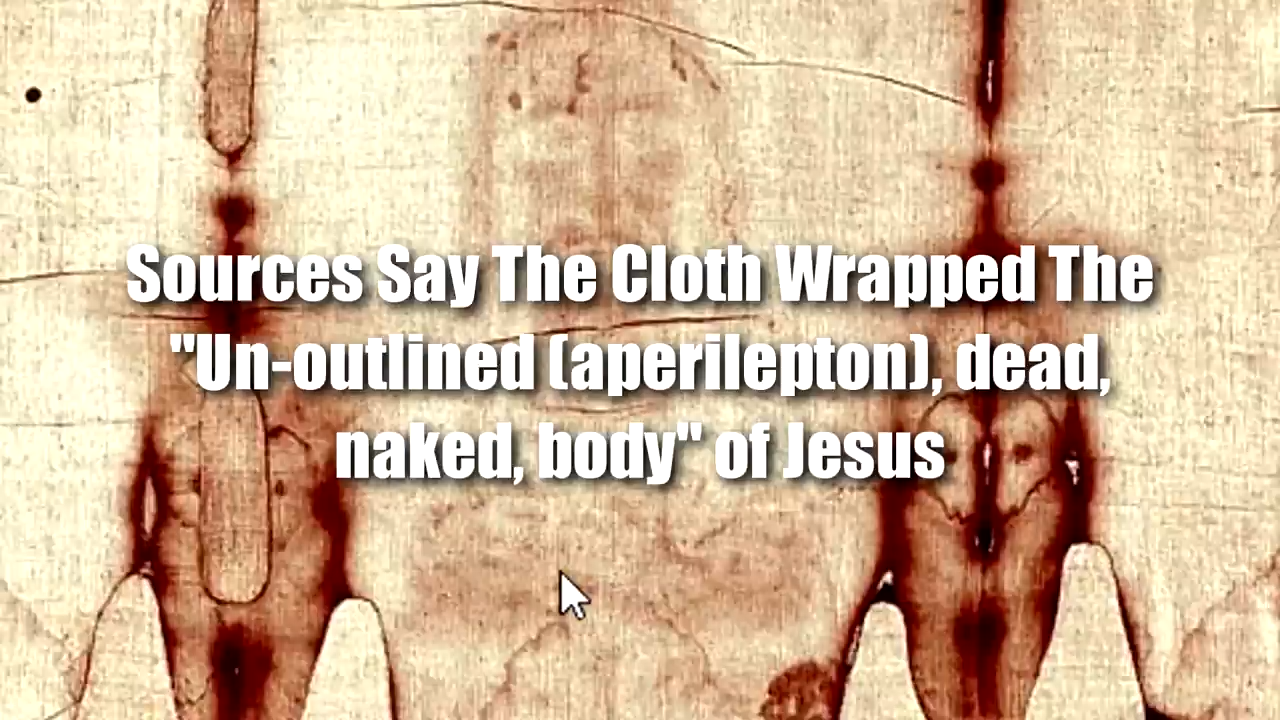 Sources Say The Cloth Wrapped The
"Un-outlined (aperilepton), dead,
naked, body" of Jesus